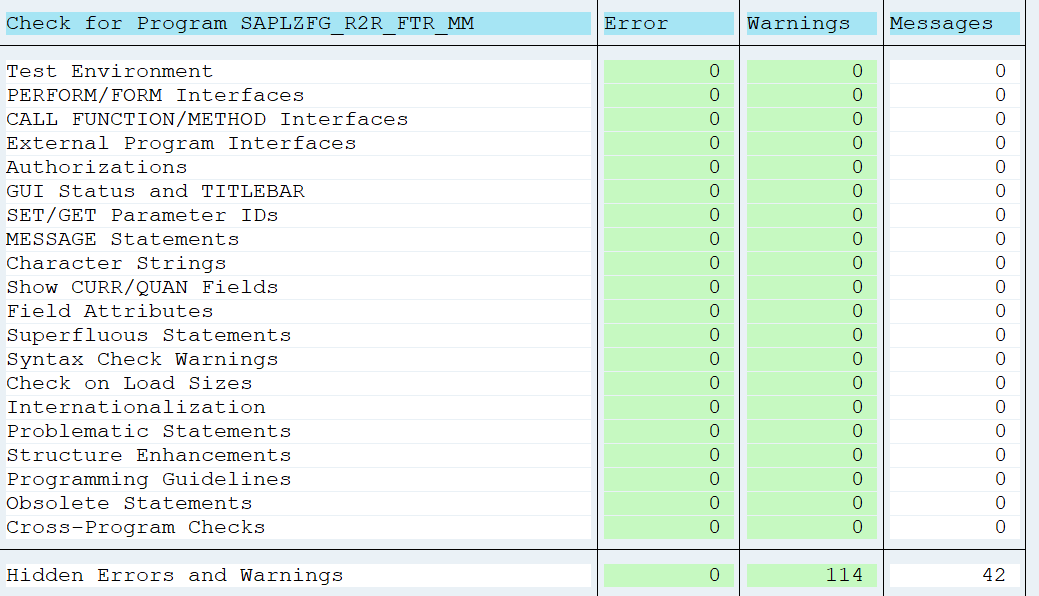 Check for Program SAPLZFG_R2R_FTR_MM Error Warnings Messages
Test Environment 0 0 0
PERFORM/FORM Interfaces 0 0 0
CALL FUNCTION/METHOD Interfaces 0 0 0
External Program Interfaces 0 0 0
Authorizations 0 0 0
GUI Status and TITLEBAR 0 0 0
SET/GET Parameter IDs 0 0 0
MESSAGE Statements 0 0 0
Character Strings 0 0 0
Show CURR/QUAN Fields 0 0 0
Field Attributes 0 0 0
Superfluous Statements 0 0 0
Syntax Check Warnings 0 0 0
Check on Load Sizes 0 0 0
Internationalization 0 0 0
Problematic Statements 0 0 0
Structure Enhancements 0 0 0
Programming Guidelines 0 0 0
Obsolete Statements 0 0 0
Cross-Program Checks 0 0 0
Hidden Errors and Warnings 0 114 42